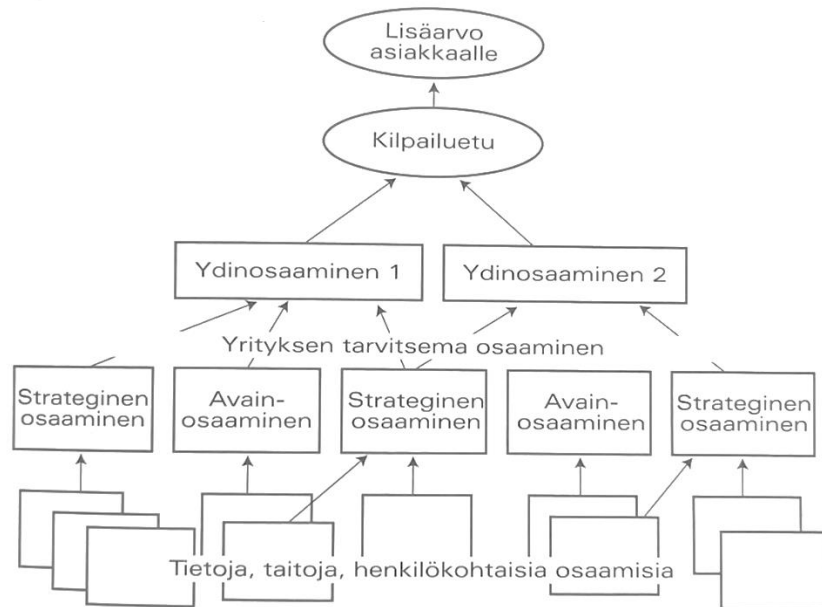 Lisäarvo
asiakkaalle
Kilpailuetu
Ydinosaaminen 1
Ydinosaaminen 2
Yrityksen tarvitsema osaaminen
Strateginen
osaaminen
Avain-
osaaminen
Strateginen
osaaminen
Avain-
osaaminen
Strateginen
osaaminen
Tietoja, taitoja, henkilökohtaisia osaamisia